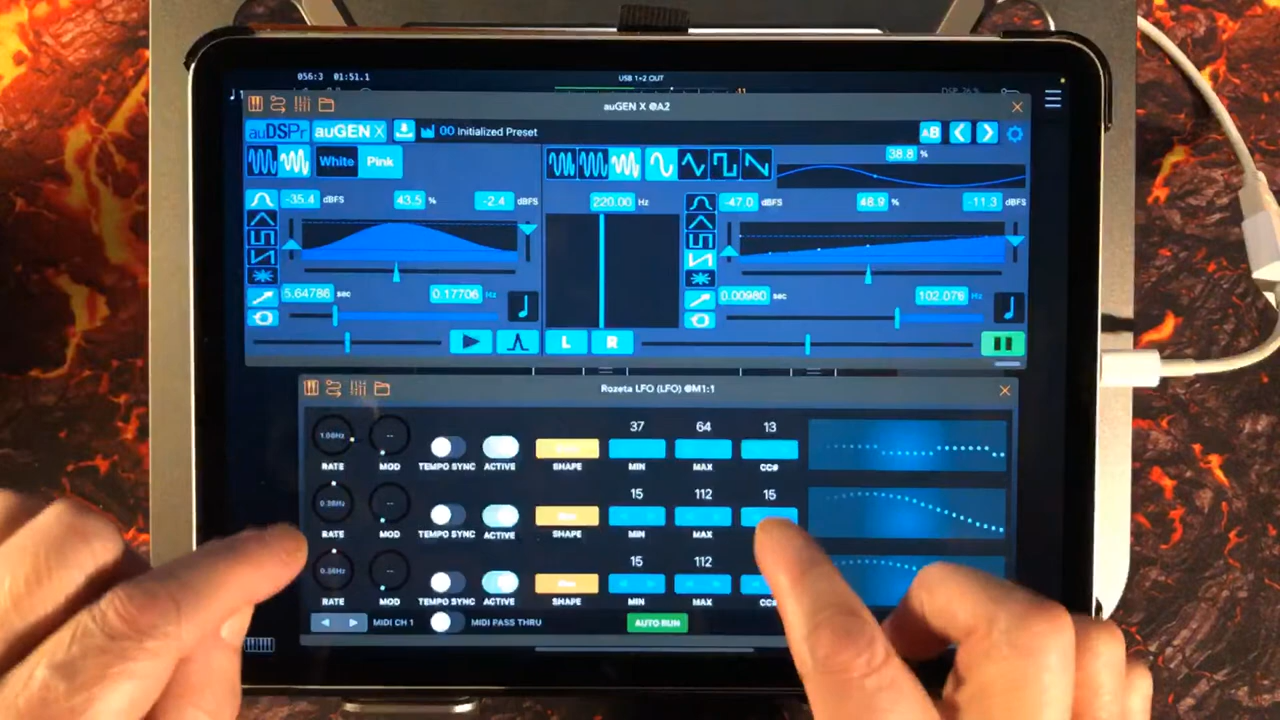 056:3 01:51.1
USB 1-2 OUT
-11
auGEN X @A2
auDSPr auGEN X 00 Initialized Preset AB
White Pink
38.8 %
-35.4 dBFS 43.5 % -2.4 dBFS
220.00 Hz
-47.0 dBFS 48.9 % -11.3 dBFS
5.64786 sec 0.17706 Hz
0.00980 sec 102.076 Hz
L R
Rozeta LFO (LFO) @M1:1
37 64 13
RATE MOD TEMPO SYNC ACTIVE SHAPE MIN MAX CC#
15 112 15
RATE MOD TEMPO SYNC ACTIVE SHAPE MIN MAX
15 112
RATE MOD TEMPO SYNC ACTIVE SHAPE MIN MAX CC#
MIDI CH 1 MIDI PASS THRU AUTO RUN